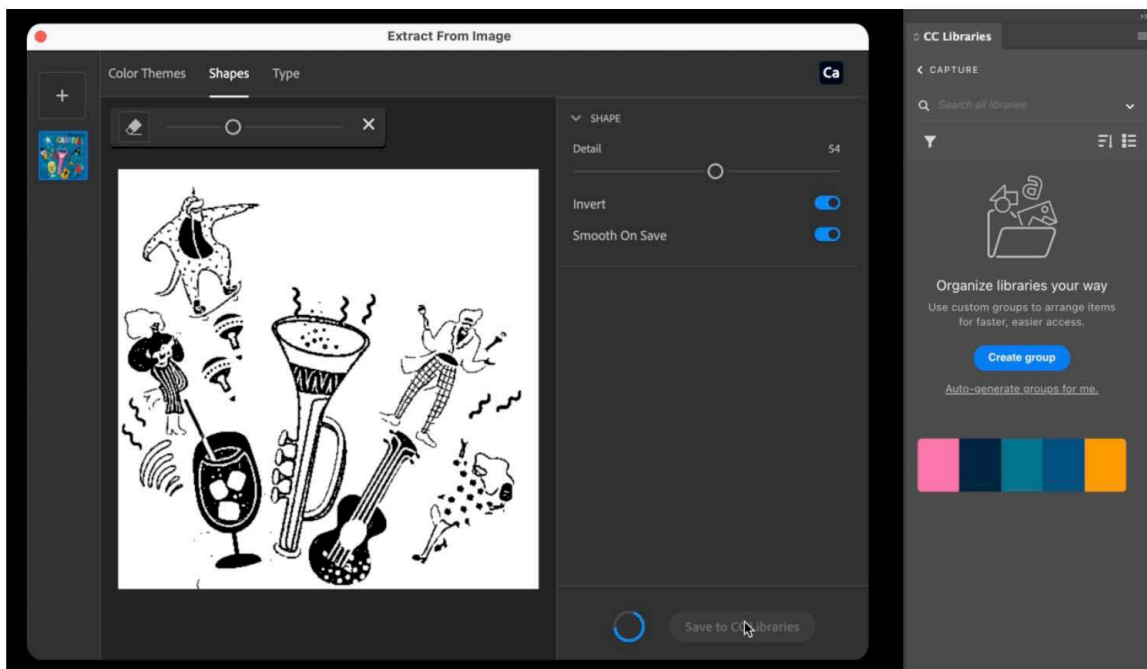 Extract From Image
Color Themes Shapes Type
Ca
SHAPE
Detail 54
Invert
Smooth On Save
Save to CC Libraries
CC Libraries
CAPTURE
Search all libraries
Organize libraries your way
Use custom groups to arrange items
for faster, easier access.
Create group
Auto-generate groups for me.